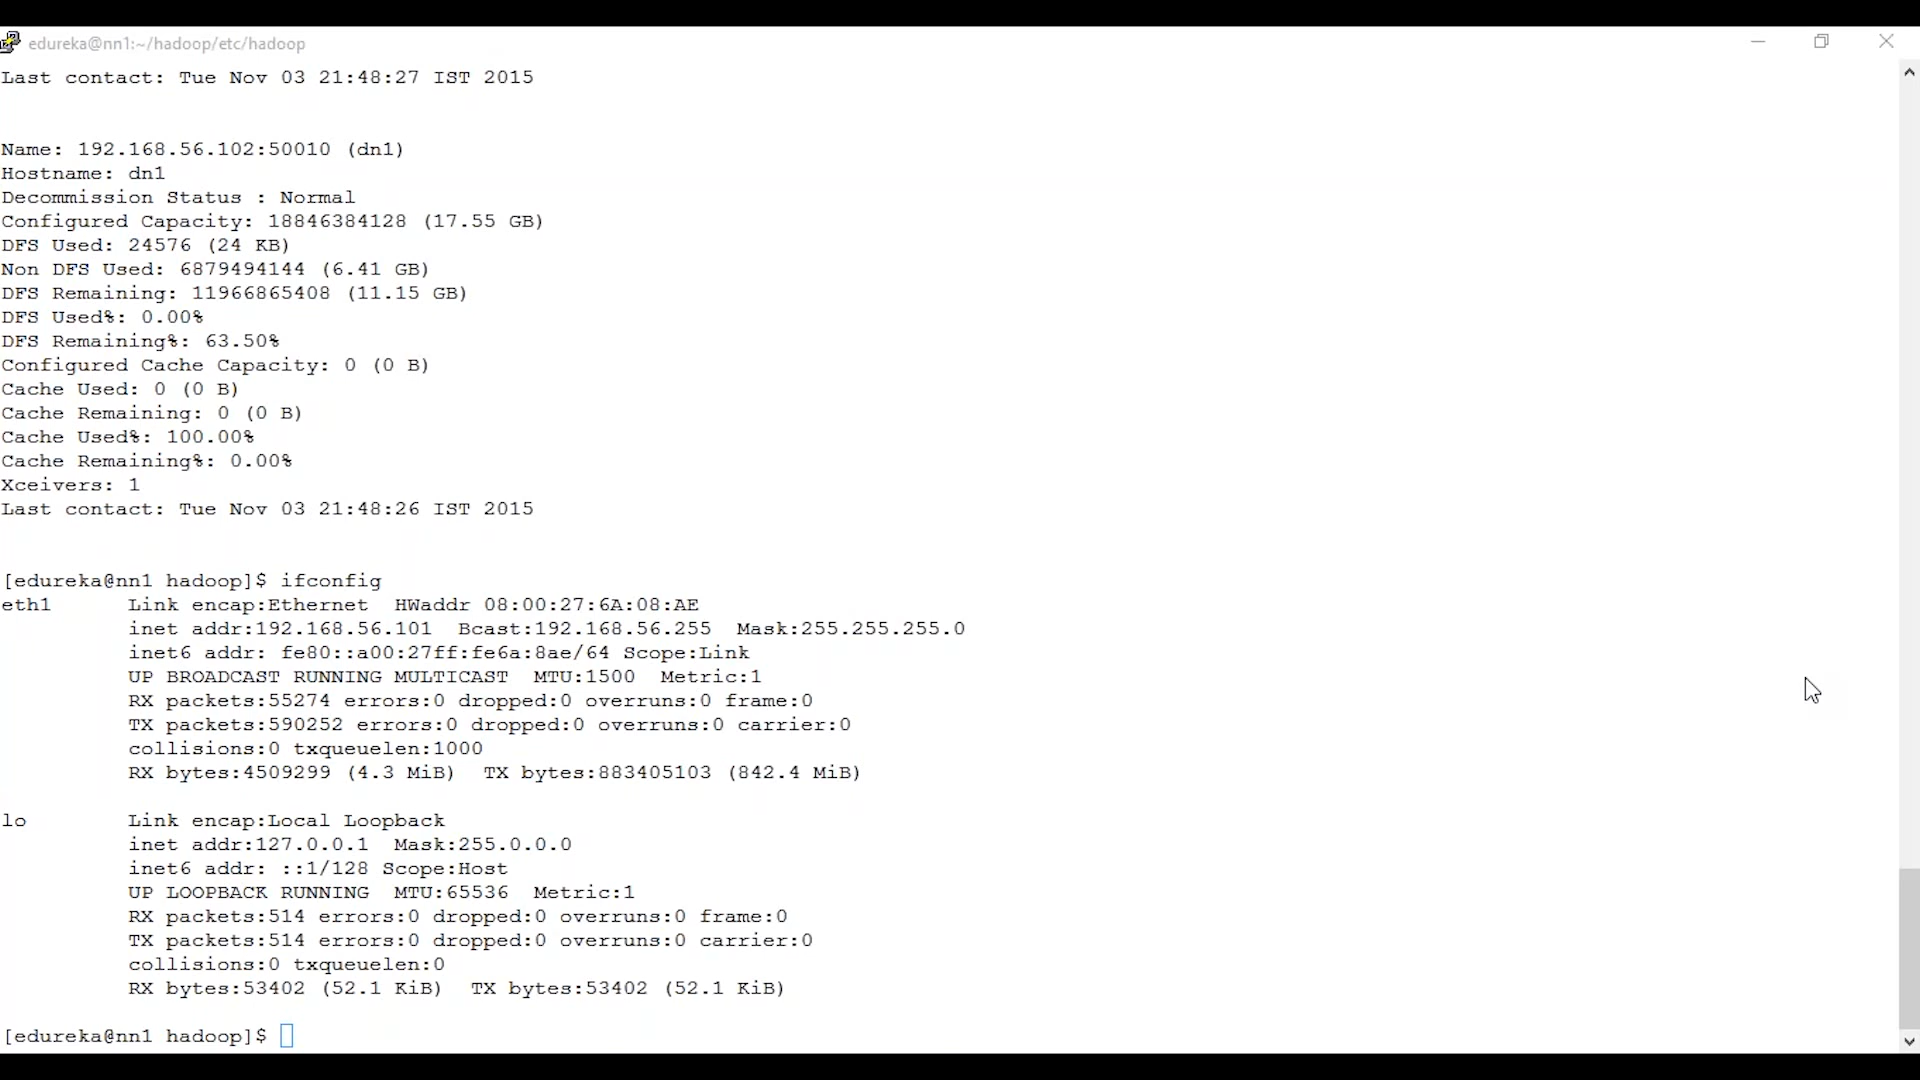 edureka@nn1:~/hadoop/etc/hadoop
Last contact: Tue Nov 03 21:48:27 IST 2015
Name: 192.168.56.102:50010 (dn1)
Hostname: dn1
Decommission Status : Normal
Configured Capacity: 18846384128 (17.55 GB)
DFS Used: 24576 (24 KB)
Non DFS Used: 6879494144 (6.41 GB)
DFS Remaining: 11966865408 (11.15 GB)
DFS Used%: 0.00%
DFS Remaining%: 63.50%
Configured Cache Capacity: 0 (0 B)
Cache Used: 0 (0 B)
Cache Remaining: 0 (0 B)
Cache Used%: 100.00%
Cache Remaining%: 0.00%
Xceivers: 1
Last contact: Tue Nov 03 21:48:26 IST 2015
[edureka@nn1 hadoop]$ ifconfig
eth1 Link encap:Ethernet HWaddr 08:00:27:6A:08:AE
inet addr:192.168.56.101 Bcast:192.168.56.255 Mask:255.255.255.0
inet6 addr: fe80::a00:27ff:fe6a:8ae/64 Scope:Link
UP BROADCAST RUNNING MULTICAST MTU:1500 Metric:1
RX packets:55274 errors:0 dropped:0 overruns:0 frame:0
TX packets:590252 errors:0 dropped:0 overruns:0 carrier:0
collisions:0 txqueuelen:1000
RX bytes:4509299 (4.3 MiB) TX bytes:883405103 (842.4 MiB)
lo Link encap:Local Loopback
inet addr:127.0.0.1 Mask:255.0.0.0
inet6 addr: ::1/128 Scope:Host
UP LOOPBACK RUNNING MTU:65536 Metric:1
RX packets:514 errors:0 dropped:0 overruns:0 frame:0
TX packets:514 errors:0 dropped:0 overruns:0 carrier:0
collisions:0 txqueuelen:0
RX bytes:53402 (52.1 KiB) TX bytes:53402 (52.1 KiB)
[edureka@nn1 hadoop]$